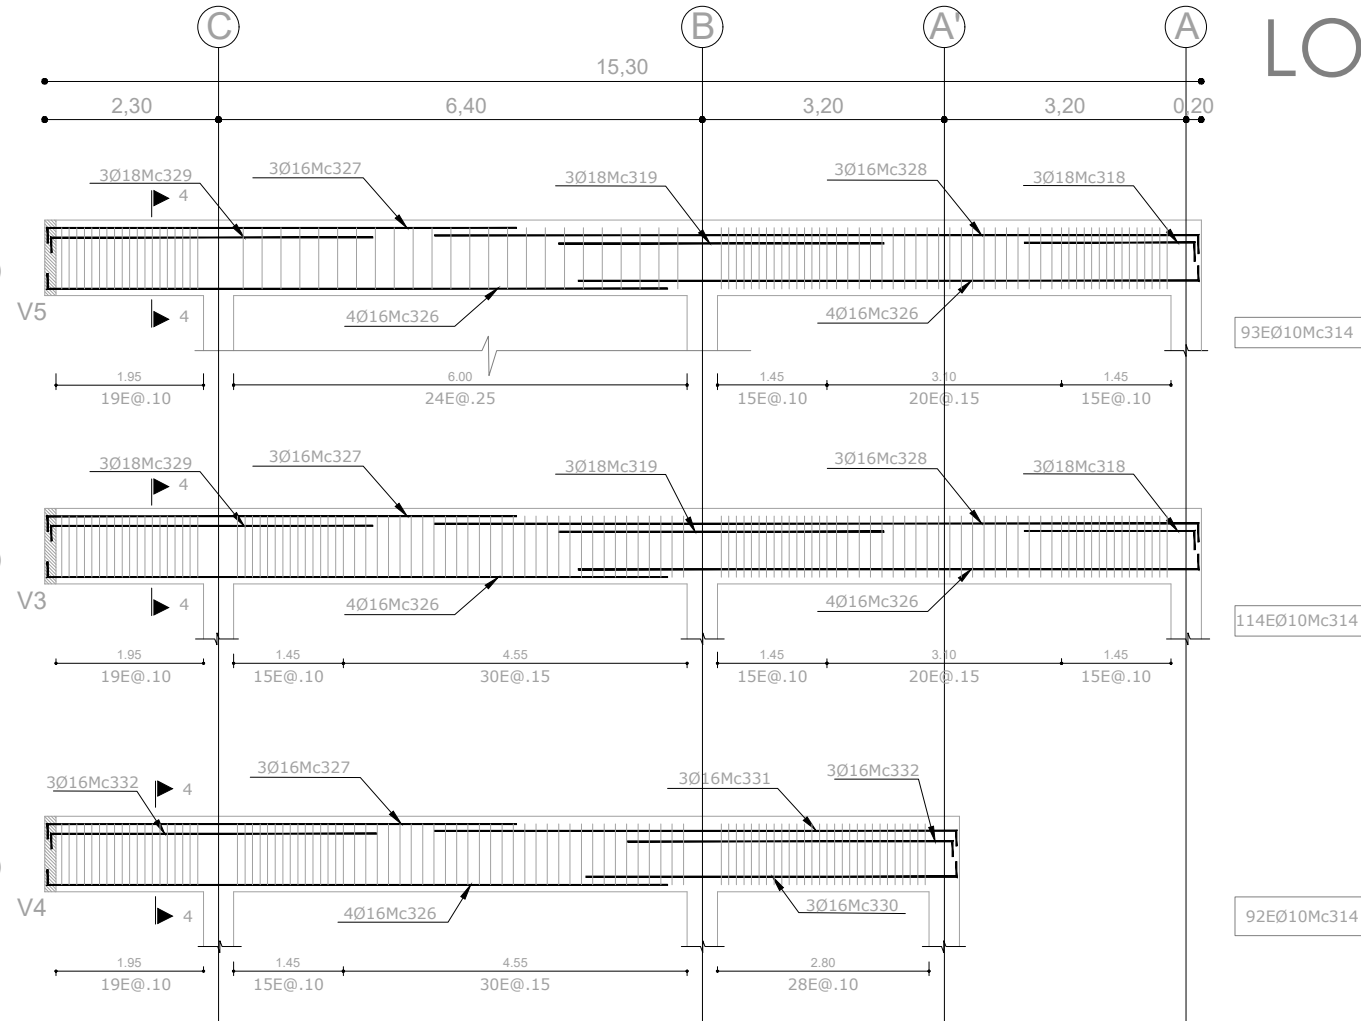 C B A' A LO
15,30
2,30 6,40 3,20 3,20 0,20
3Ø18Mc329 3Ø16Mc327 3Ø18Mc319 3Ø16Mc328 3Ø18Mc318
4
V5
4
4Ø16Mc326 4Ø16Mc326
93EØ10Mc314
1.95 6.00 1.45 3.10 1.45
19E@.10 24E@.25 15E@.10 20E@.15 15E@.10
3Ø18Mc329 3Ø16Mc327 3Ø18Mc319 3Ø16Mc328 3Ø18Mc318
4
V3
4
4Ø16Mc326 4Ø16Mc326
114EØ10Mc314
1.95 1.45 4.55 1.45 3.10 1.45
19E@.10 15E@.10 30E@.15 15E@.10 20E@.15 15E@.10
3Ø16Mc332 3Ø16Mc327 3Ø16Mc331 3Ø16Mc332
4
V4
4
4Ø16Mc326 3Ø16Mc330
92EØ10Mc314
1.95 1.45 4.55 2.80
19E@.10 15E@.10 30E@.15 28E@.10